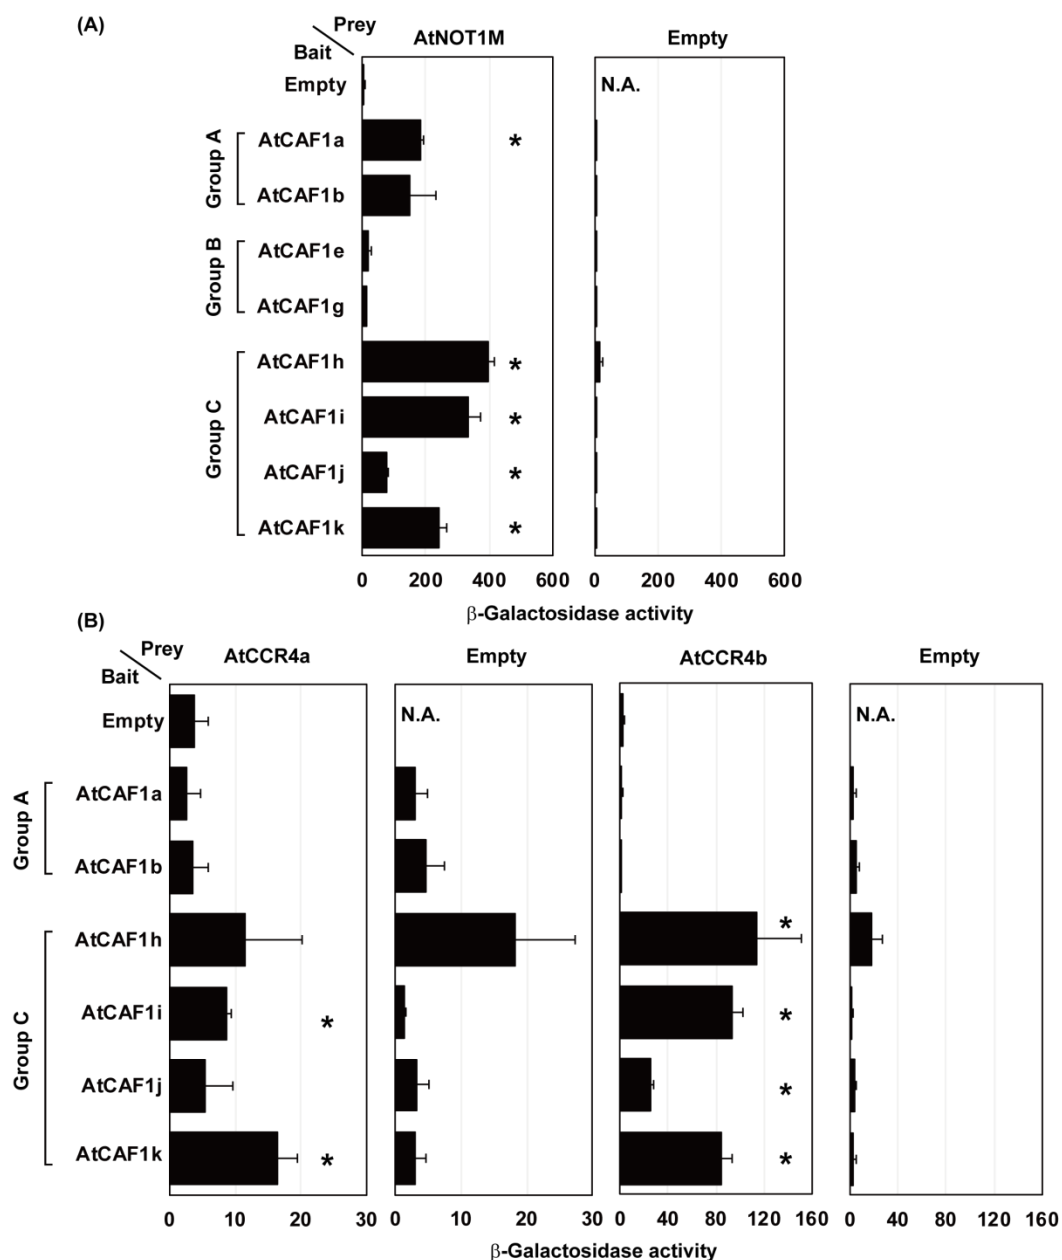 (A)
Prey
Bait
AtNOT1M
Empty
Empty
N.A.
Group A
AtCAF1a
*
AtCAF1b
Group B
AtCAF1e
AtCAF1g
Group C
AtCAF1h
*
AtCAF1i
*
AtCAF1j
*
AtCAF1k
*
0 200 400 600
0 200 400 600
β-Galactosidase activity
(B)
Prey
Bait
AtCCR4a
Empty
AtCCR4b
Empty
Empty
N.A.
N.A.
Group A
AtCAF1a
AtCAF1b
Group C
AtCAF1h
*
AtCAF1i
* *
AtCAF1j
*
AtCAF1k
* *
0 10 20 30
0 10 20 30
0 40 80 120 160
0 40 80 120 160
β-Galactosidase activity